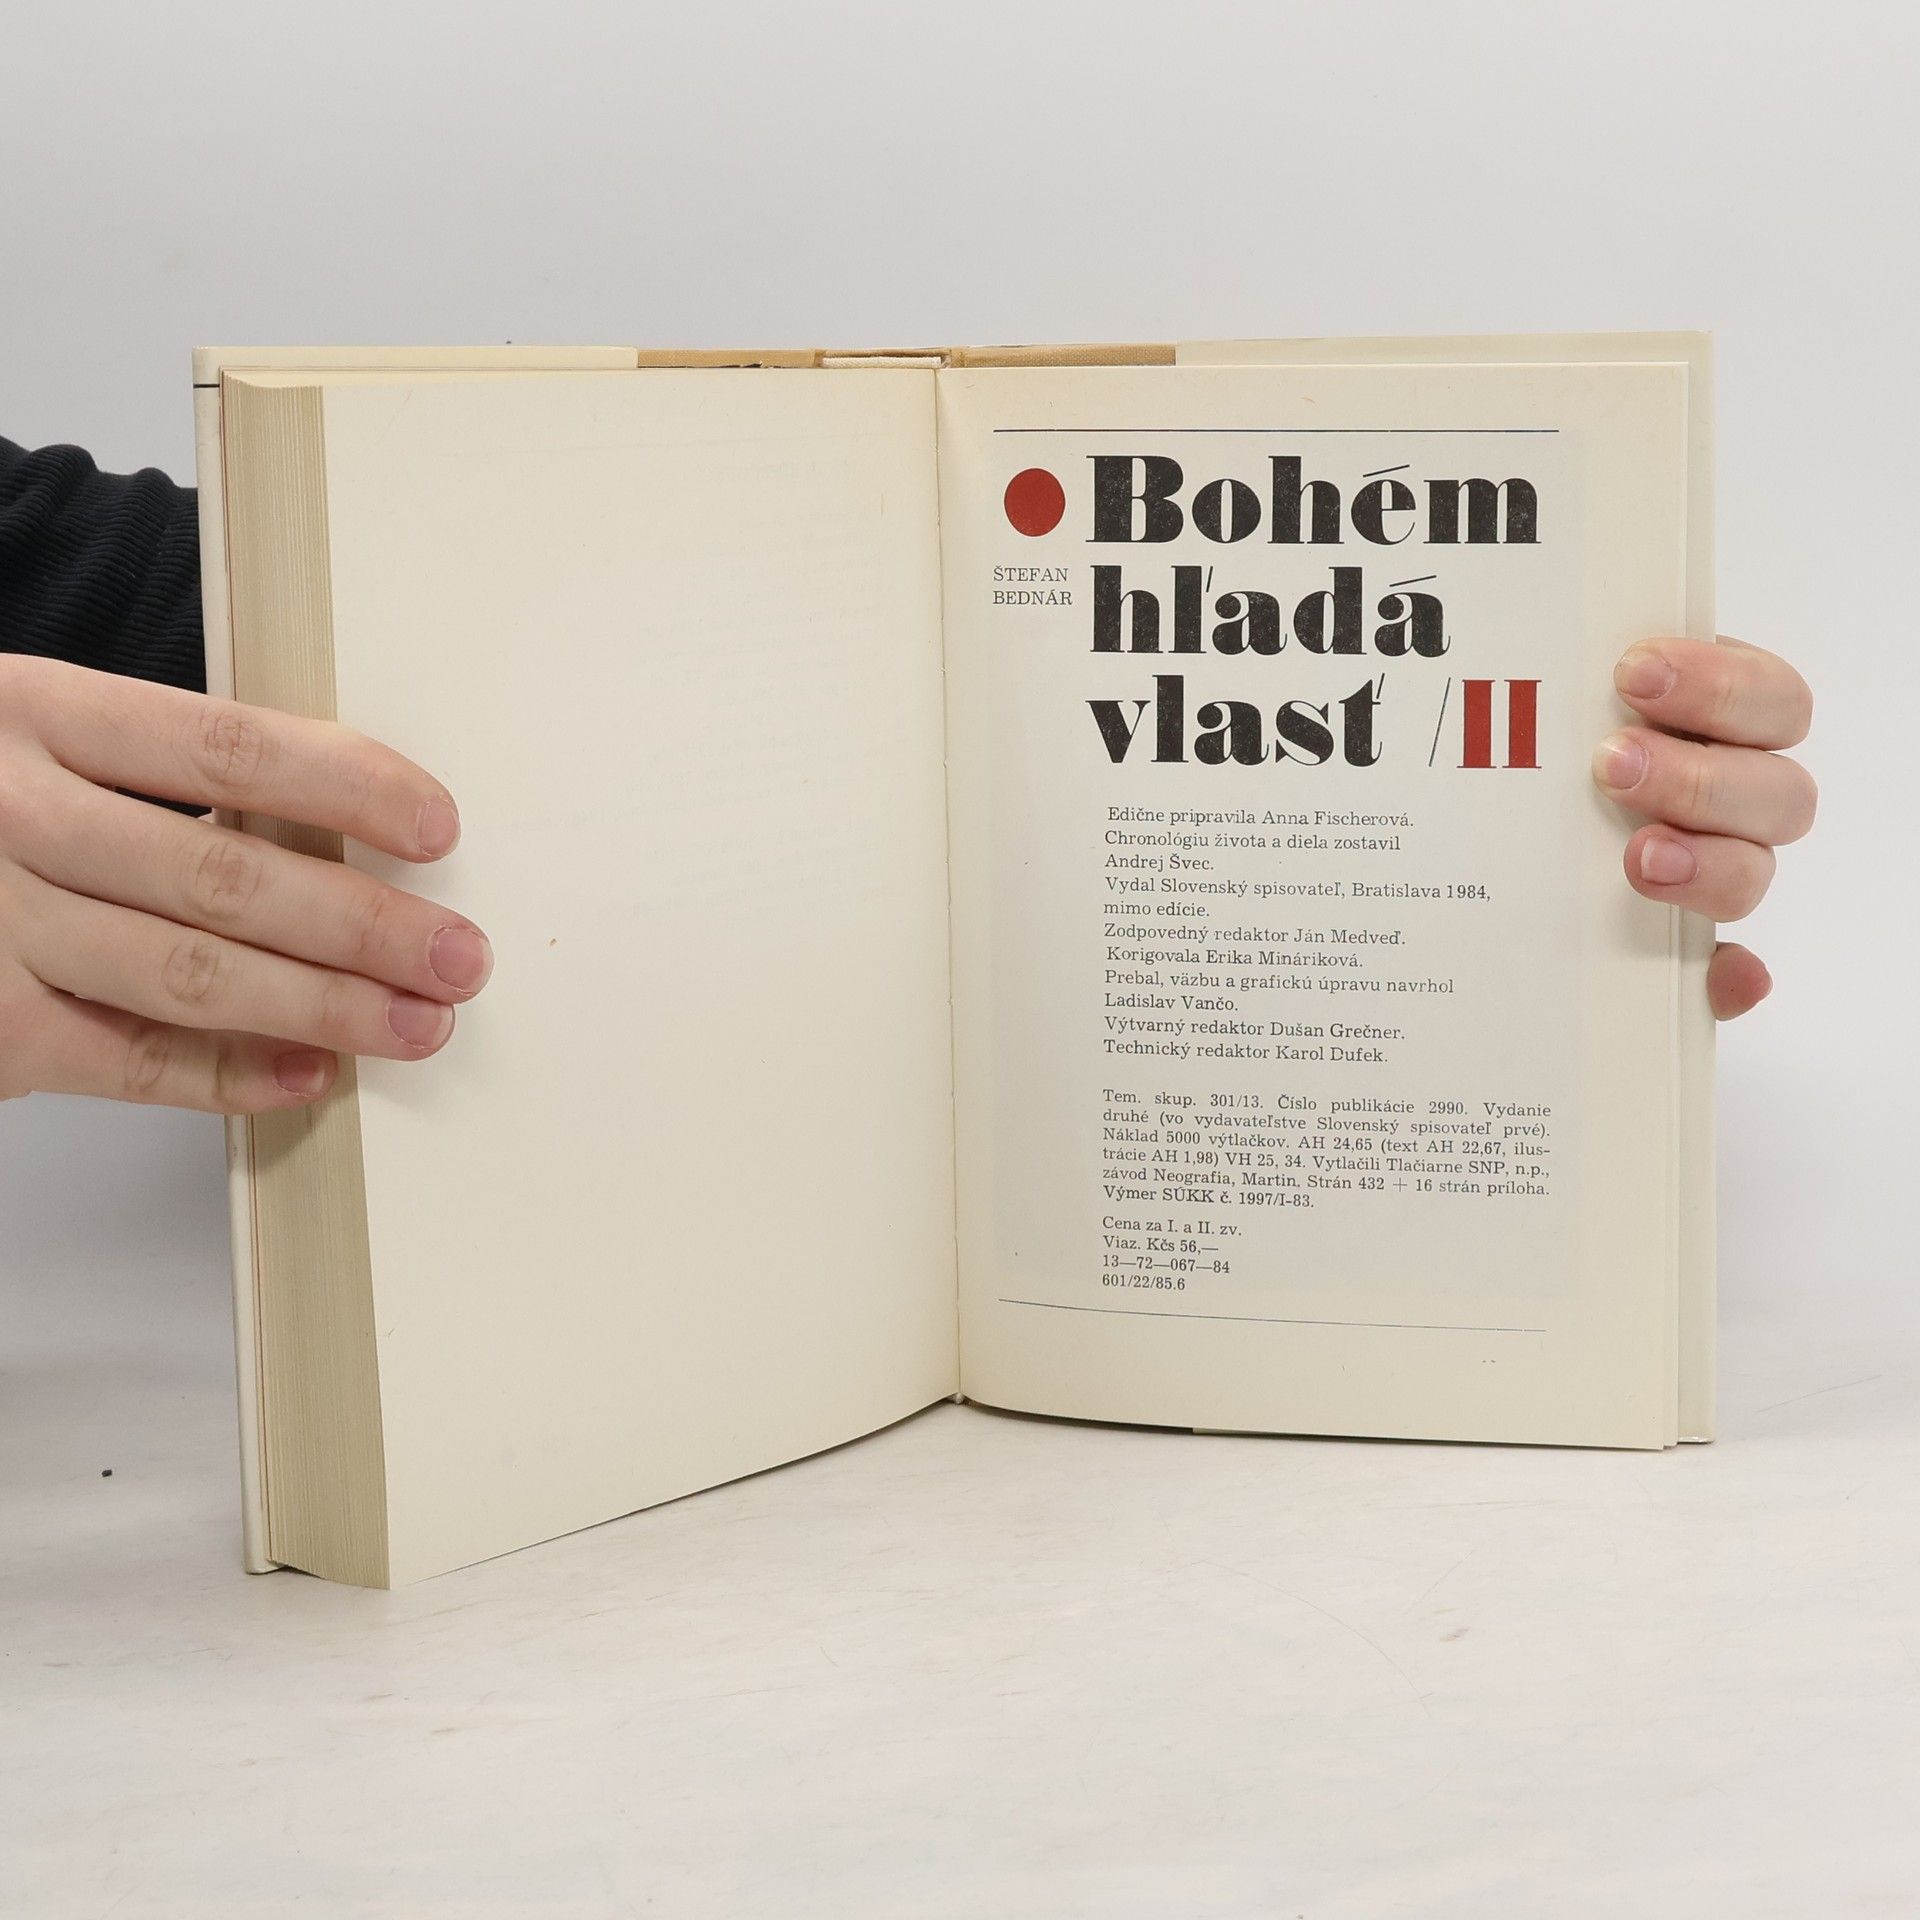 Bohém
ŠTEFAN
BEDNÁR
hľadá
vlasť /II
Edične pripravila Anna Fischerová.
Chronológiu života a diela zostavil
Andrej Švec.
Vydal Slovenský spisovateľ, Bratislava 1984,
mimo edície.
Zodpovedný redaktor Ján Medveď.
Korigovala Erika Mináriková.
Prebal, väzbu a grafickú úpravu navrhol
Ladislav Vančo.
Výtvarný redaktor Dušan Grečner.
Technický redaktor Karol Dufek.
Tem. skup. 301/13. Číslo publikácie 2990. Vydanie
druhé (vo vydavateľstve Slovenský spisovateľ prvé).
Náklad 5000 výtlačkov. AH 24,65 (text AH 22,67, ilus-
trácie AH 1,98) VH 25, 34. Vytlačili Tlačiarne SNP, n.p.,
závod Neografia, Martin. Strán 432 + 16 strán príloha.
Výmer SÚKK č. 1997/I-83.
Cena za I. a II. zv.
Viaz. Kčs 56,—
13—72—067—84
601/22/85.6